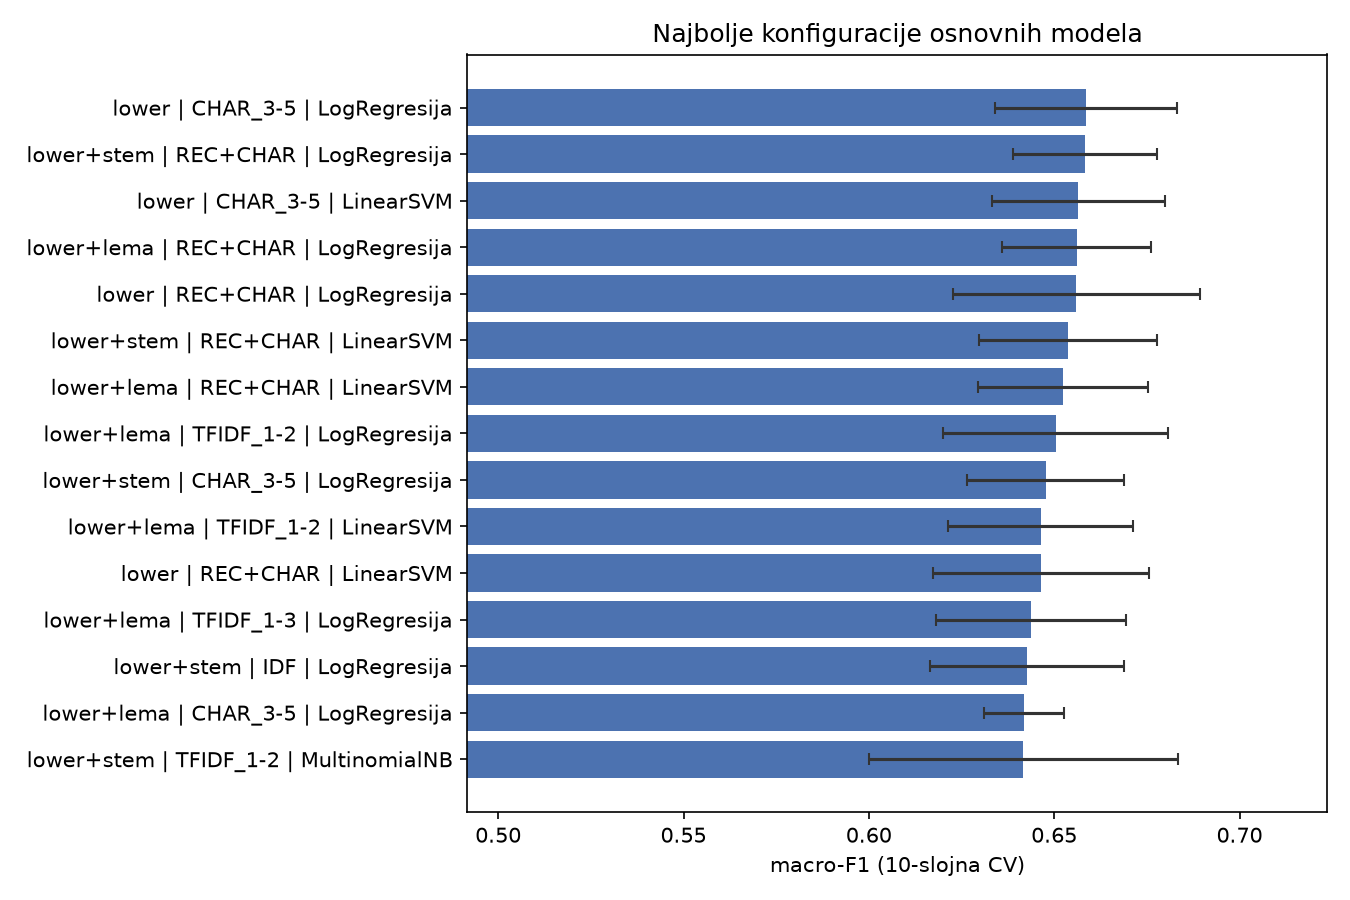 Najbolje konfiguracije osnovnih modela
lower | CHAR_3-5 | LogRegresija
lower+stem | REC+CHAR | LogRegresija
lower | CHAR_3-5 | LinearSVM
lower+lema | REC+CHAR | LogRegresija
lower | REC+CHAR | LogRegresija
lower+stem | REC+CHAR | LinearSVM
lower+lema | REC+CHAR | LinearSVM
lower+lema | TFIDF_1-2 | LogRegresija
lower+stem | CHAR_3-5 | LogRegresija
lower+lema | TFIDF_1-2 | LinearSVM
lower | REC+CHAR | LinearSVM
lower+lema | TFIDF_1-3 | LogRegresija
lower+stem | IDF | LogRegresija
lower+lema | CHAR_3-5 | LogRegresija
lower+stem | TFIDF_1-2 | MultinomialNB
0.50 0.55 0.60 0.65 0.70
macro-F1 (10-slojna CV)